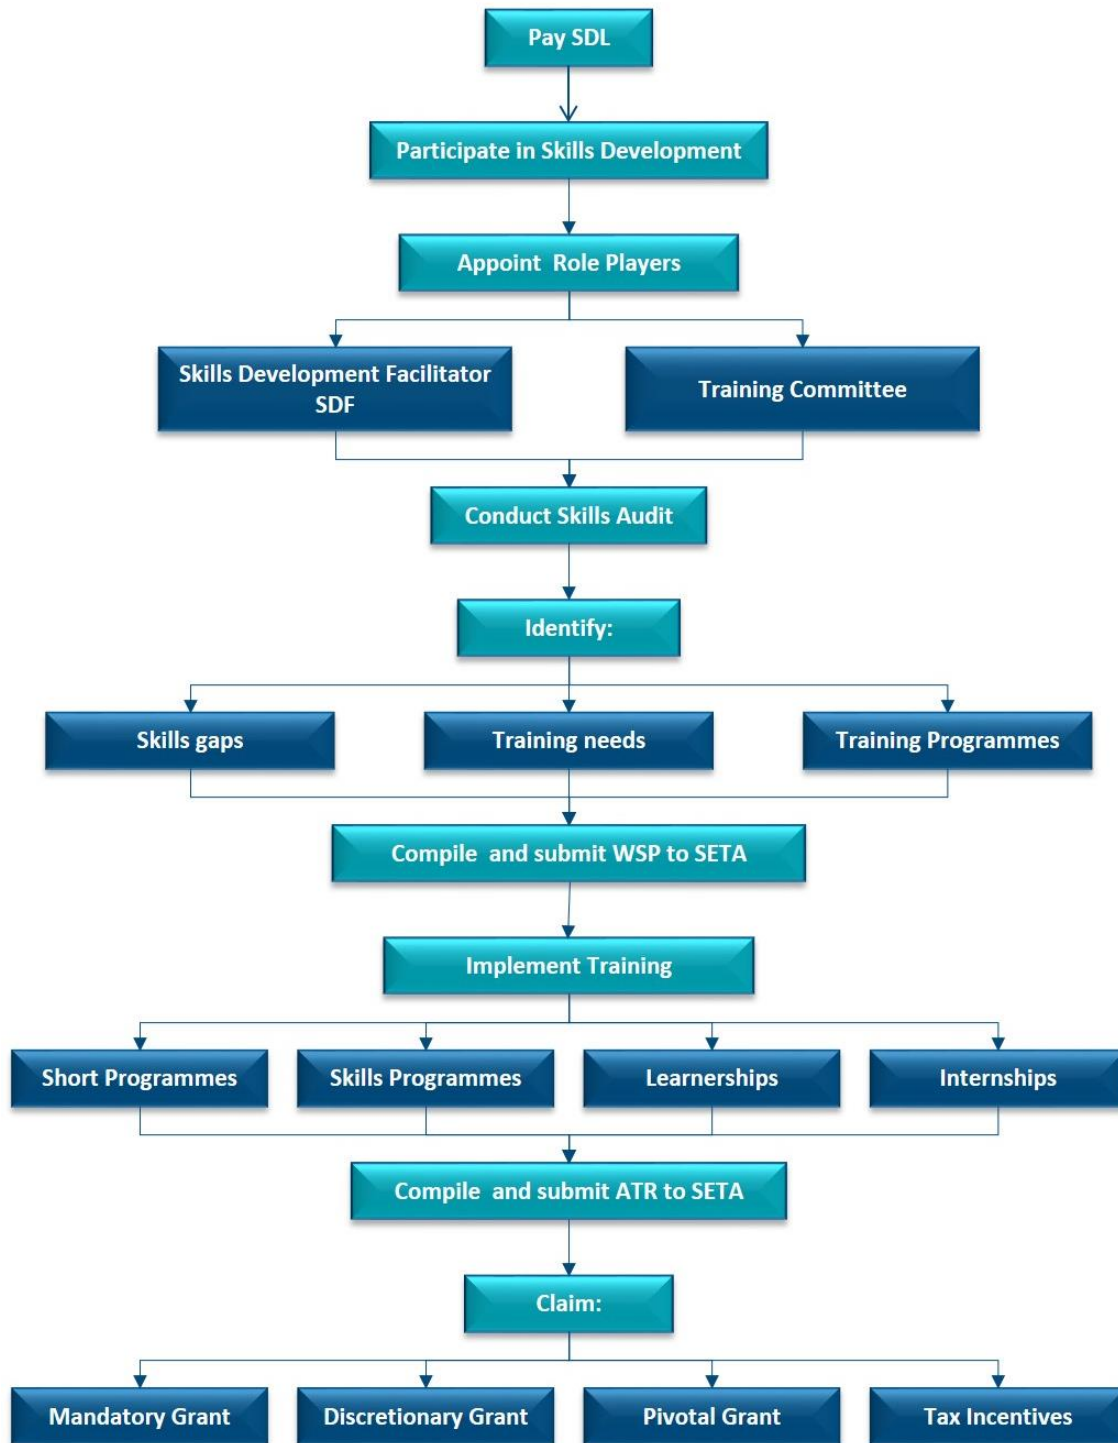 Pay SDL
Participate in Skills Development
Appoint Role Players
Skills Development Facilitator
SDF
Training Committee
Conduct Skills Audit
Identify:
Skills gaps
Training needs
Training Programmes
Compile and submit WSP to SETA
Implement Training
Short Programmes
Skills Programmes
Learnerships
Internships
Compile and submit ATR to SETA
Claim:
Mandatory Grant
Discretionary Grant
Pivotal Grant
Tax Incentives